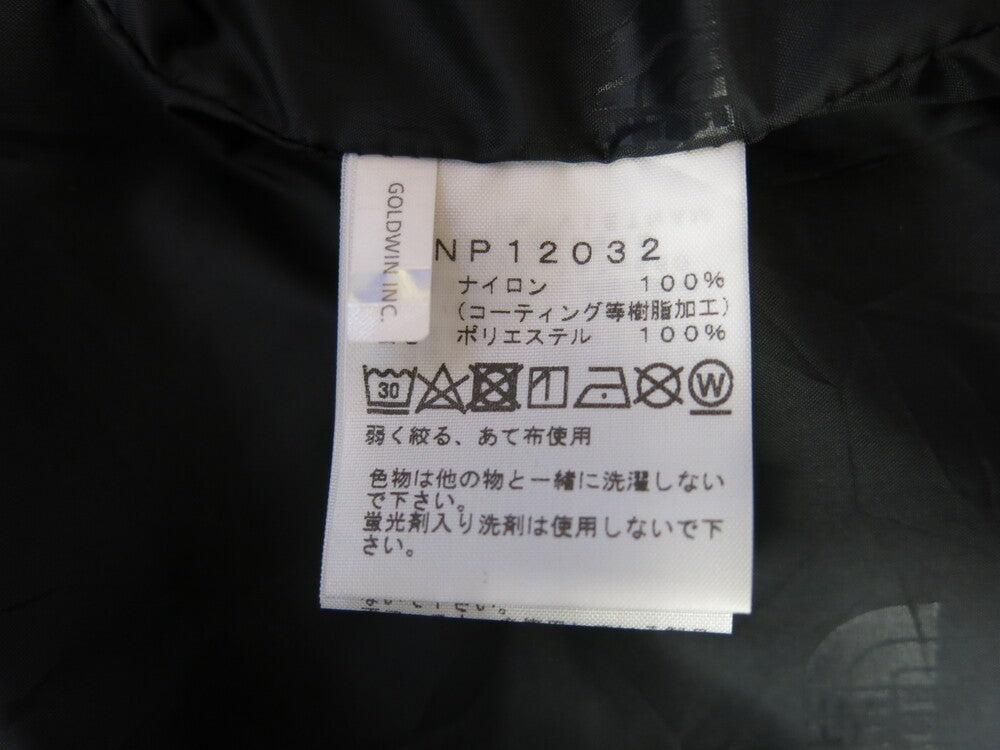 GOLDWIN INC.
NP12032
ナイロン 100%
(コーティング等樹脂加工)
ポリエステル 100%
30
W
弱く絞る、あて布使用
色物は他の物と一緒に洗濯しない
で下さい。
蛍光剤入り洗剤は使用しないで下
さい。